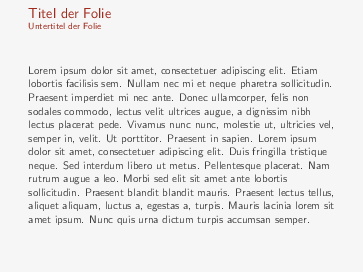 Titel der Folie
Untertitel der Folie
Lorem ipsum dolor sit amet, consectetuer adipiscing elit. Etiam
lobortis facilisis sem. Nullam nec mi et neque pharetra sollicitudin.
Praesent imperdiet mi nec ante. Donec ullamcorper, felis non
sodales commodo, lectus velit ultrices augue, a dignissim nibh
lectus placerat pede. Vivamus nunc nunc, molestie ut, ultricies vel,
semper in, velit. Ut porttitor. Praesent in sapien. Lorem ipsum
dolor sit amet, consectetuer adipiscing elit. Duis fringilla tristique
neque. Sed interdum libero ut metus. Pellentesque placerat. Nam
rutrum augue a leo. Morbi sed elit sit amet ante lobortis
sollicitudin. Praesent blandit blandit mauris. Praesent lectus tellus,
aliquet aliquam, luctus a, egestas a, turpis. Mauris lacinia lorem sit
amet ipsum. Nunc quis urna dictum turpis accumsan semper.